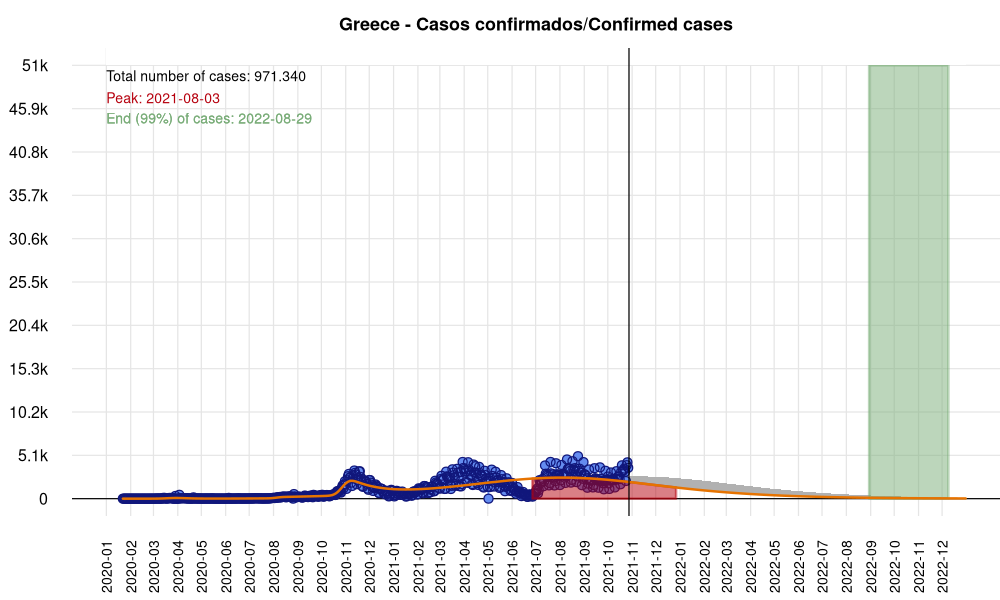 Greece - Casos confirmados/Confirmed cases
Total number of cases: 971.340
Peak: 2021-08-03
End (99%) of cases: 2022-08-29
51k
45.9k
40.8k
35.7k
30.6k
25.5k
20.4k
15.3k
10.2k
5.1k
0
2020-01
2020-02
2020-03
2020-04
2020-05
2020-06
2020-07
2020-08
2020-09
2020-10
2020-11
2020-12
2021-01
2021-02
2021-03
2021-04
2021-05
2021-06
2021-07
2021-08
2021-09
2021-10
2021-11
2021-12
2022-01
2022-02
2022-03
2022-04
2022-05
2022-06
2022-07
2022-08
2022-09
2022-10
2022-11
2022-12